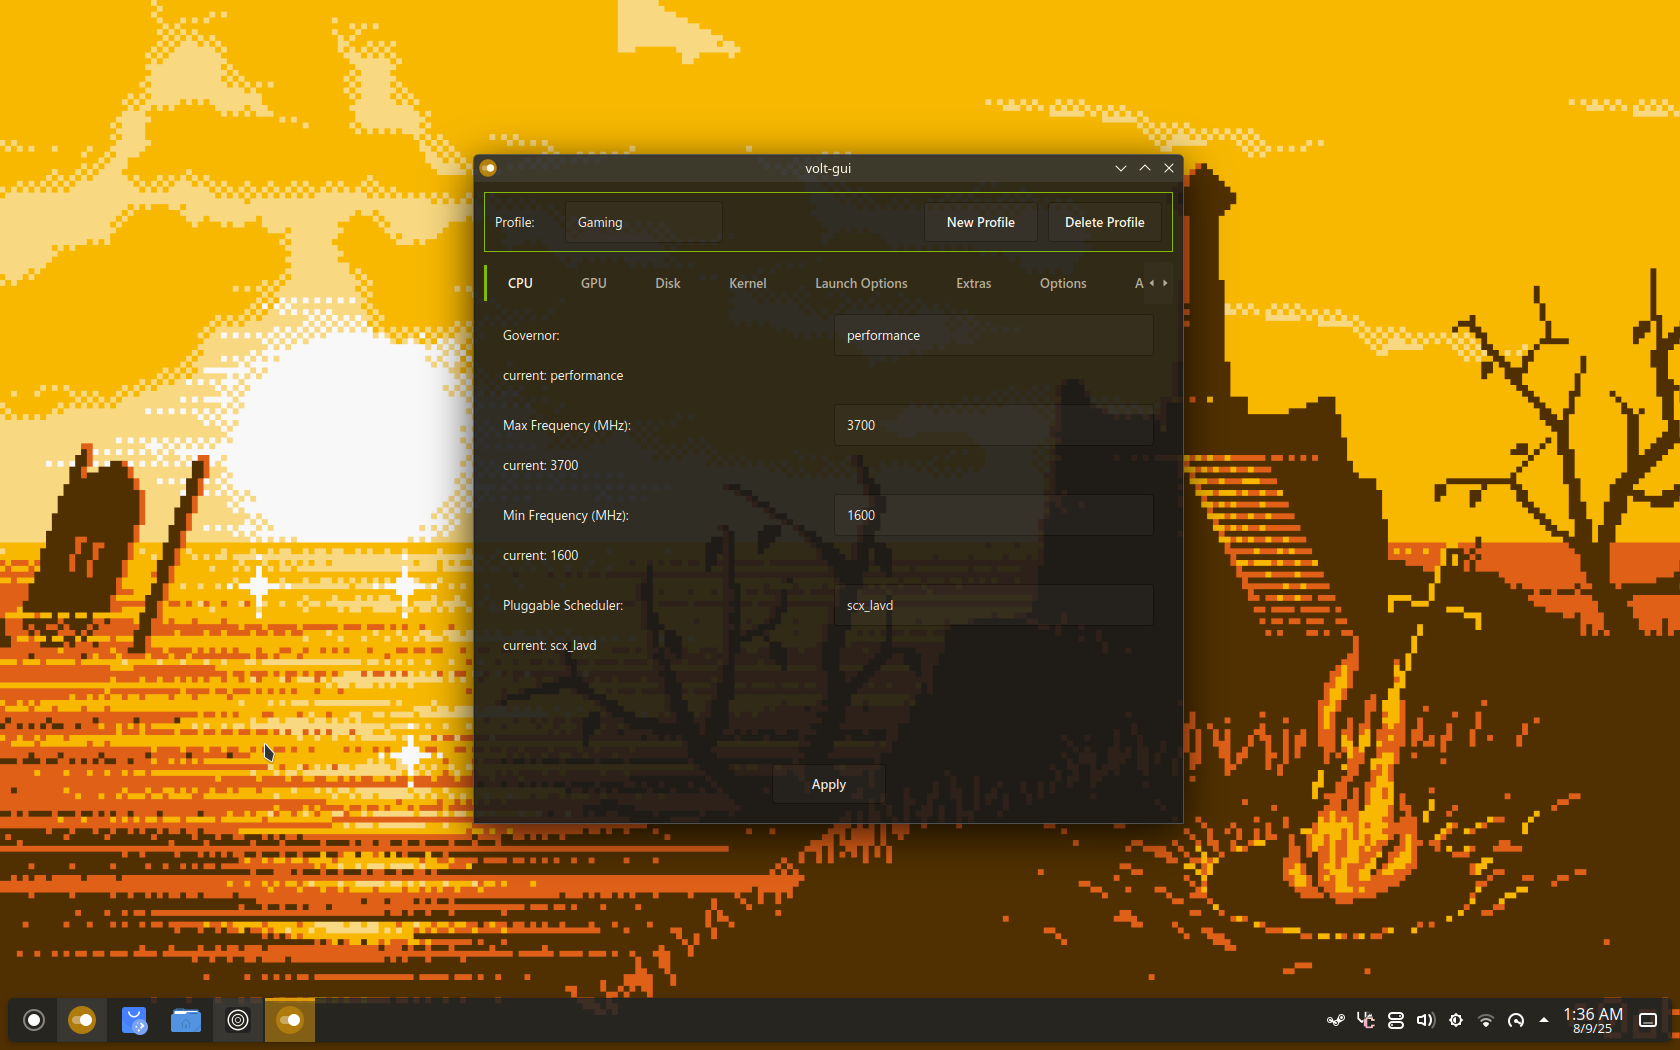 volt-gui
Profile: Gaming New Profile Delete Profile
CPU GPU Disk Kernel Launch Options Extras Options A
Governor: performance
current: performance
Max Frequency (MHz): 3700
current: 3700
Min Frequency (MHz): 1600
current: 1600
Pluggable Scheduler: scx_lavd
current: scx_lavd
Apply
1:36 AM
8/9/25